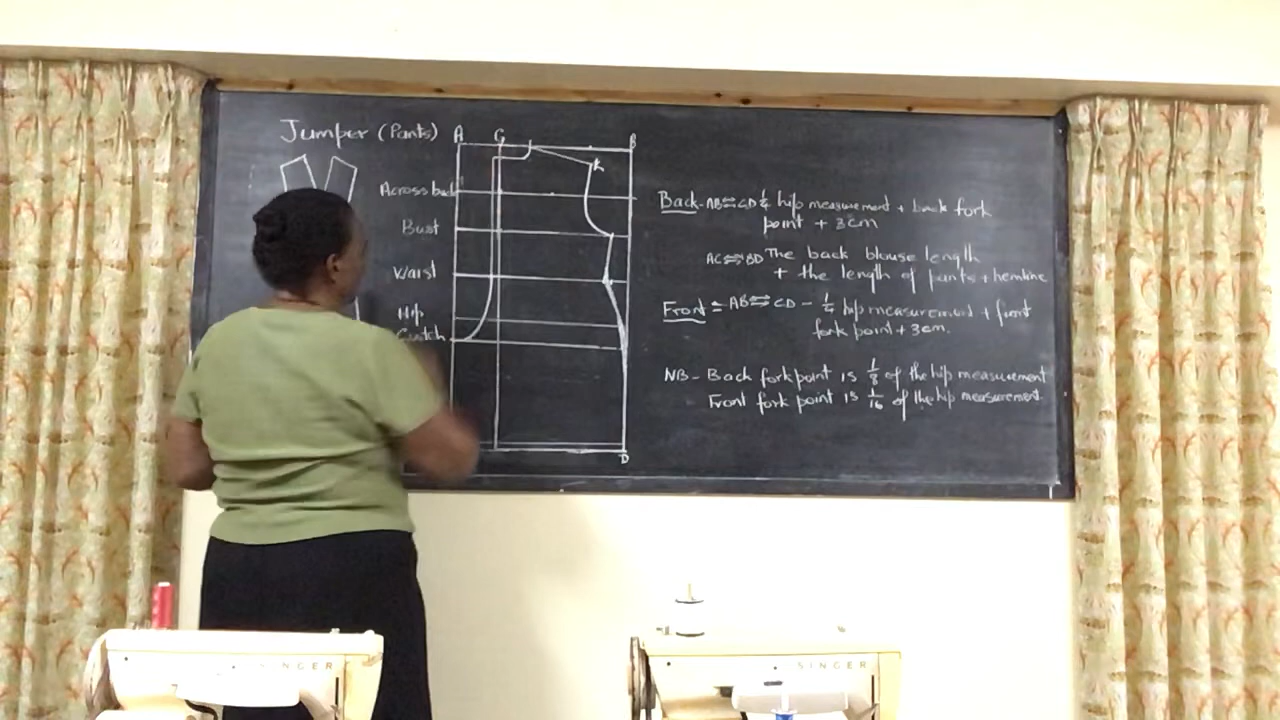 Jumper (Pants)
A G B
K
Across back
Bust
Waist
Hip
Crutch
D
Back - AB⇌CD ¼ hip measurement + back fork
point + 3cm
AC⇌BD The back blouse length
+ the length of pants + hemline
Front = AB⇌CD - ¼ hip measurement + front
fork point + 3cm.
NB - Back fork point is ⅛ of the hip measurement
Front fork point is 1/16 of the hip measurement.
SINGER
SINGER